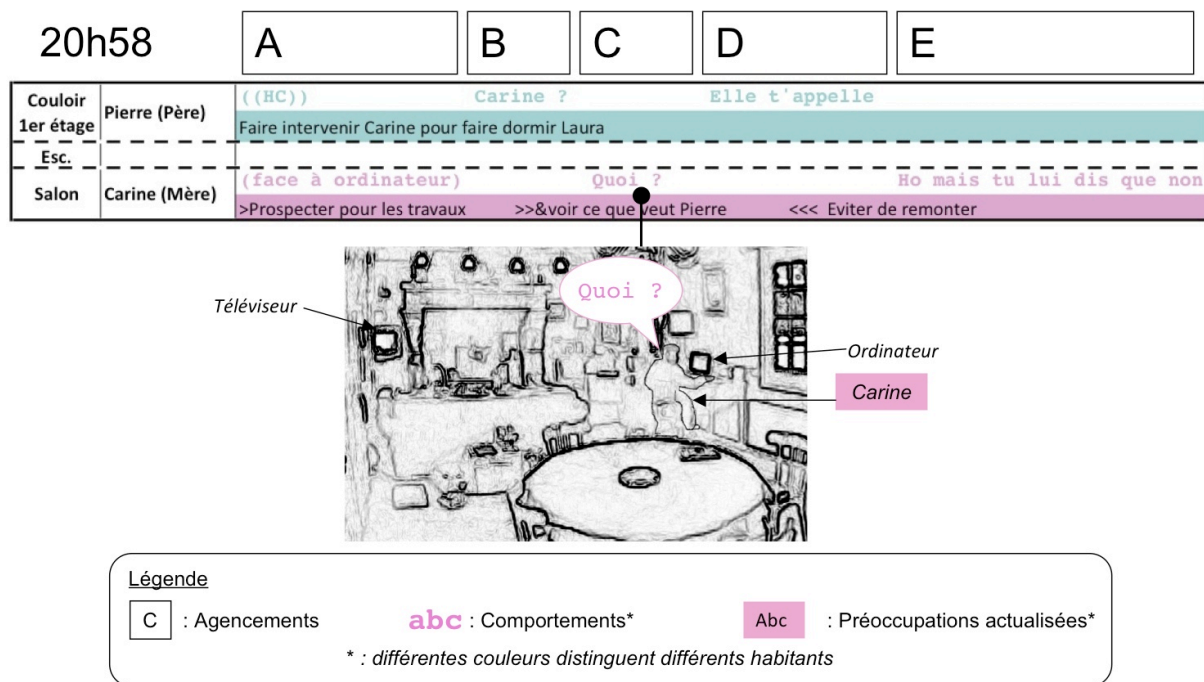 20h58 A B C D E
Couloir 1er étage Pierre (Père) ((HC)) Carine ? Elle t'appelle
Faire intervenir Carine pour faire dormir Laura
Esc.
Salon Carine (Mère) (face à ordinateur) Quoi ? Ho mais tu lui dis que non
>Prospecter pour les travaux >>&voir ce que veut Pierre <<< Eviter de remonter
Quoi ?
Téléviseur
Ordinateur
Carine
Légende
C : Agencements abc : Comportements* Abc : Préoccupations actualisées*
* : différentes couleurs distinguent différents habitants